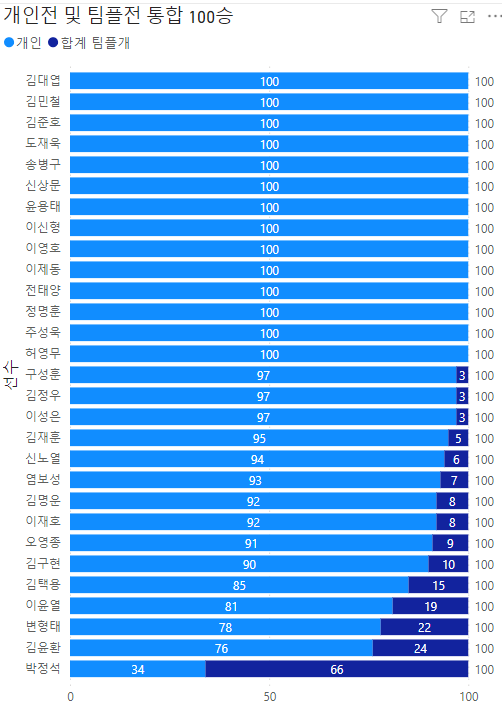 개인전 및 팀플전 통합 100승
개인 합계 팀플개
선수
김대엽 100 100
김민철 100 100
김준호 100 100
도재욱 100 100
송병구 100 100
신상문 100 100
윤용태 100 100
이신형 100 100
이영호 100 100
이제동 100 100
전태양 100 100
정명훈 100 100
주성욱 100 100
허영무 100 100
구성훈 97 3 100
김정우 97 3 100
이성은 97 3 100
김재훈 95 5 100
신노열 94 6 100
염보성 93 7 100
김명운 92 8 100
이재호 92 8 100
오영종 91 9 100
김구현 90 10 100
김택용 85 15 100
이윤열 81 19 100
변형태 78 22 100
김윤환 76 24 100
박정석 34 66 100
0 50 100